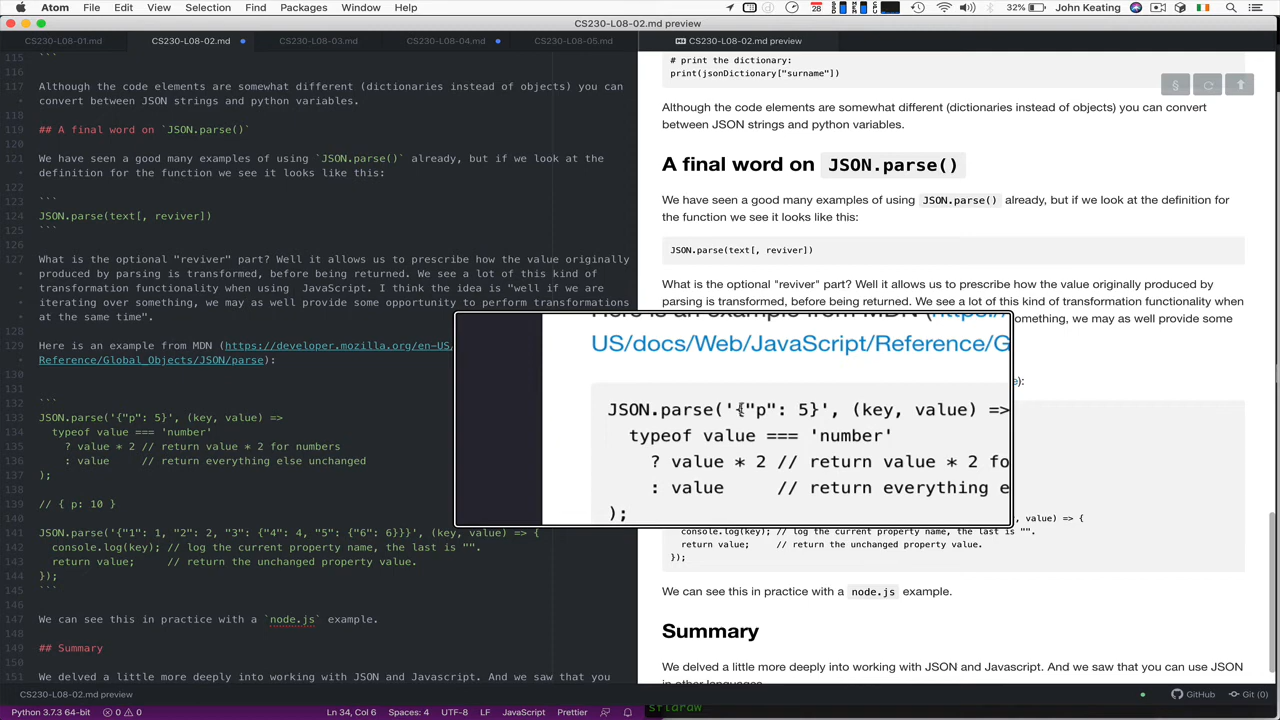 Atom File Edit View Selection Find Packages Window Help
28
32% John Keating
CS230-L08-02.md preview
CS230-L08-01.md CS230-L08-02.md CS230-L08-03.md CS230-L08-04.md CS230-L08-05.md
115 ```
116
117 Although the code elements are somewhat different (dictionaries instead of objects) you can
convert between JSON strings and python variables.
118
119 ## A final word on `JSON.parse()`
120
121 We have seen a good many examples of using `JSON.parse()` already, but if we look at the
definition for the function we see it looks like this:
122
123 ```
124 JSON.parse(text[, reviver])
125 ```
126
127 What is the optional "reviver" part? Well it allows us to prescribe how the value originally
produced by parsing is transformed, before being returned. We see a lot of this kind of
transformation functionality when using  JavaScript. I think the idea is "well if we are
iterating over something, we may as well provide some opportunity to perform transformations
at the same time".
128
129 Here is an example from MDN (https://developer.mozilla.org/en-US/
Reference/Global_Objects/JSON/parse):
130
131
132 ```
133 JSON.parse('{"p": 5}', (key, value) =>
134   typeof value === 'number'
135     ? value * 2 // return value * 2 for numbers
136     : value     // return everything else unchanged
137 );
138
139 // { p: 10 }
140
141 JSON.parse('{"1": 1, "2": 2, "3": {"4": 4, "5": {"6": 6}}}', (key, value) => {
142   console.log(key); // log the current property name, the last is "".
143   return value;     // return the unchanged property value.
144 });
145 ```
146
147 We can see this in practice with a `node.js` example.
148
149 ## Summary
150
151 We delved a little more deeply into working with JSON and Javascript. And we saw that you
CS230-L08-02.md preview
# print the dictionary:
print(jsonDictionary["surname"])
Although the code elements are somewhat different (dictionaries instead of objects) you can convert
between JSON strings and python variables.
A final word on JSON.parse()
We have seen a good many examples of using JSON.parse() already, but if we look at the definition for
the function we see it looks like this:
JSON.parse(text[, reviver])
What is the optional "reviver" part? Well it allows us to prescribe how the value originally produced by
parsing is transformed, before being returned. We see a lot of this kind of transformation functionality when
something, we may as well provide some
Here is an example from MDN (https://
US/docs/Web/JavaScript/Reference/G
e):
JSON.parse('{"p": 5}', (key, value) =>
  typeof value === 'number'
    ? value * 2 // return value * 2 fo
    : value     // return everything e
);
, value) => {
console.log(key); // log the current property name, the last is "".
return value;     // return the unchanged property value.
});
We can see this in practice with a node.js example.
Summary
We delved a little more deeply into working with JSON and Javascript. And we saw that you can use JSON
in other languages.
CS230-L08-02.md preview
GitHub Git (0)
Python 3.7.3 64-bit 0 0 Ln 34, Col 6 Spaces: 4 UTF-8 LF JavaScript Prettier